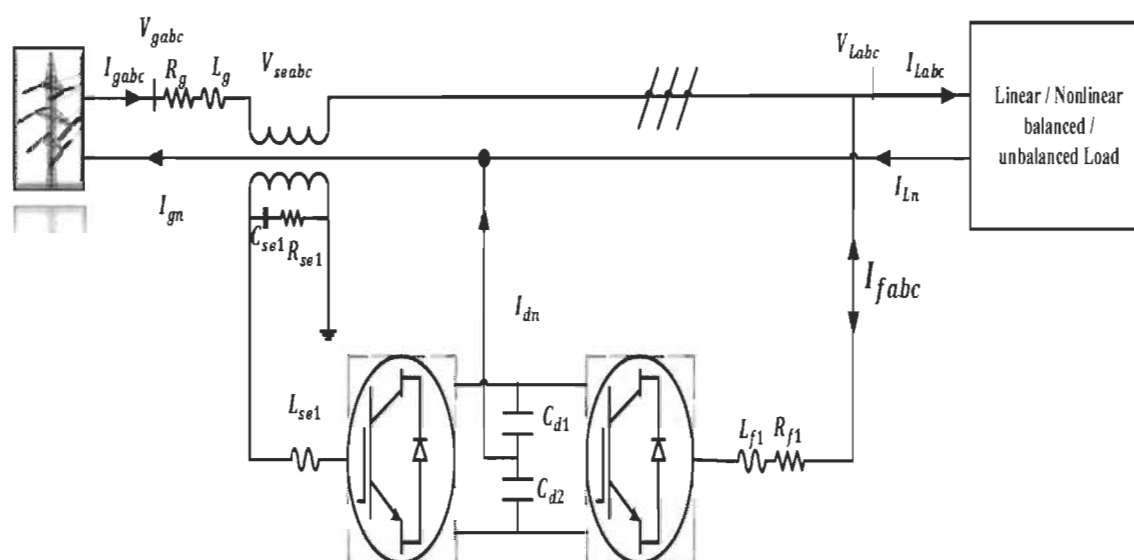 V_gabc
I_gabc
R_g
L_g
V_seabc
V_Labc
I_Labc
Linear / Nonlinear
balanced /
unbalanced Load
I_gn
I_Ln
C_se1
R_se1
I_dn
I_fabc
L_se1
C_d1
C_d2
L_f1
R_f1